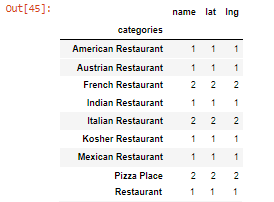 Out[45]:
name lat lng
categories
American Restaurant 1 1 1
Austrian Restaurant 1 1 1
French Restaurant 2 2 2
Indian Restaurant 1 1 1
Italian Restaurant 2 2 2
Kosher Restaurant 1 1 1
Mexican Restaurant 1 1 1
Pizza Place 2 2 2
Restaurant 1 1 1